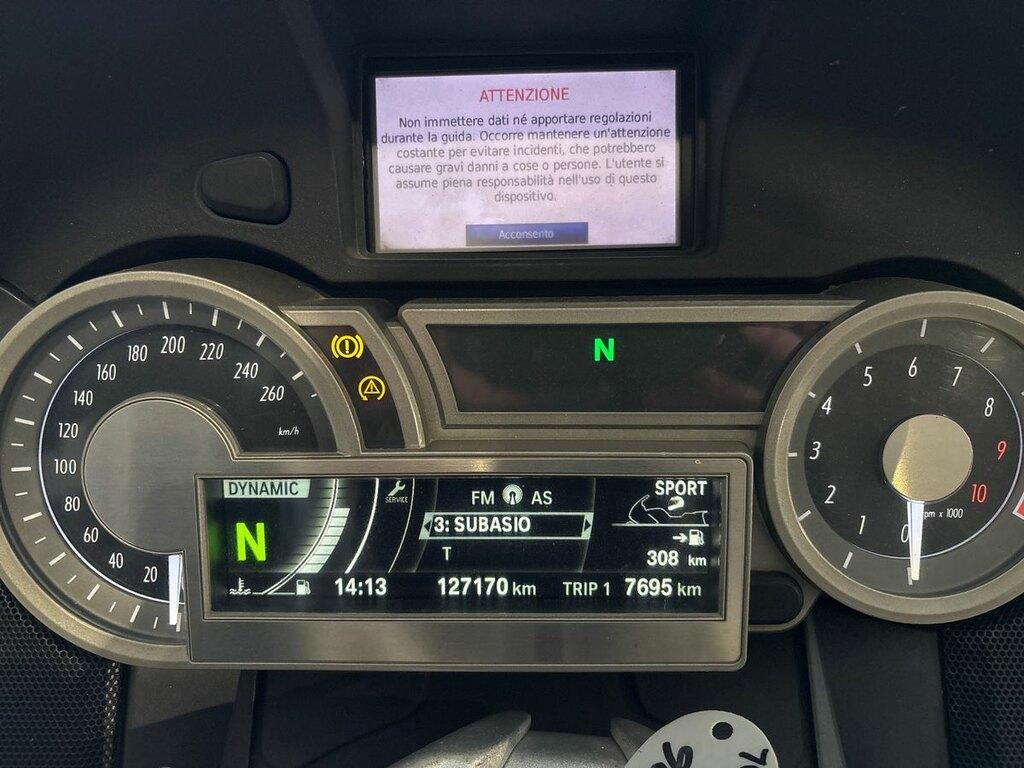 ATTENZIONE
Non immettere dati né apportare regolazioni
durante la guida. Occorre mantenere un'attenzione
costante per evitare incidenti, che potrebbero
causare gravi danni a cose o persone. L'utente si
assume piena responsabilità nell'uso di questo
dispositivo.
Acconsento
20
40
60
80
100
120
140
160
180
200
220
240
260
km/h
N
0
1
2
3
4
5
6
7
8
9
10
rpm x 1000
DYNAMIC
N
SERVICE
FM AS
3: SUBASIO
T
SPORT
308 km
14:13
127170 km
TRIP 1 7695 km